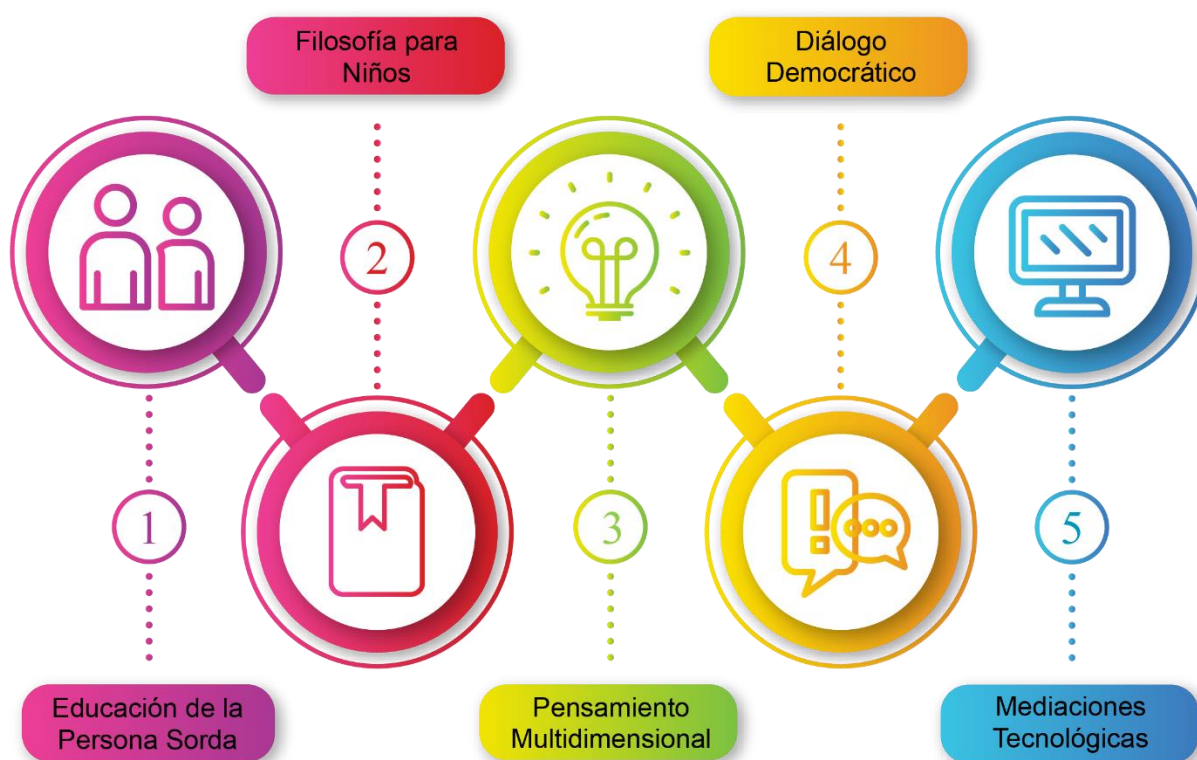 Filosofía para
Niños
Diálogo
Democrático
2
4
1
3
5
Educación de la
Persona Sorda
Pensamiento
Multidimensional
Mediaciones
Tecnológicas